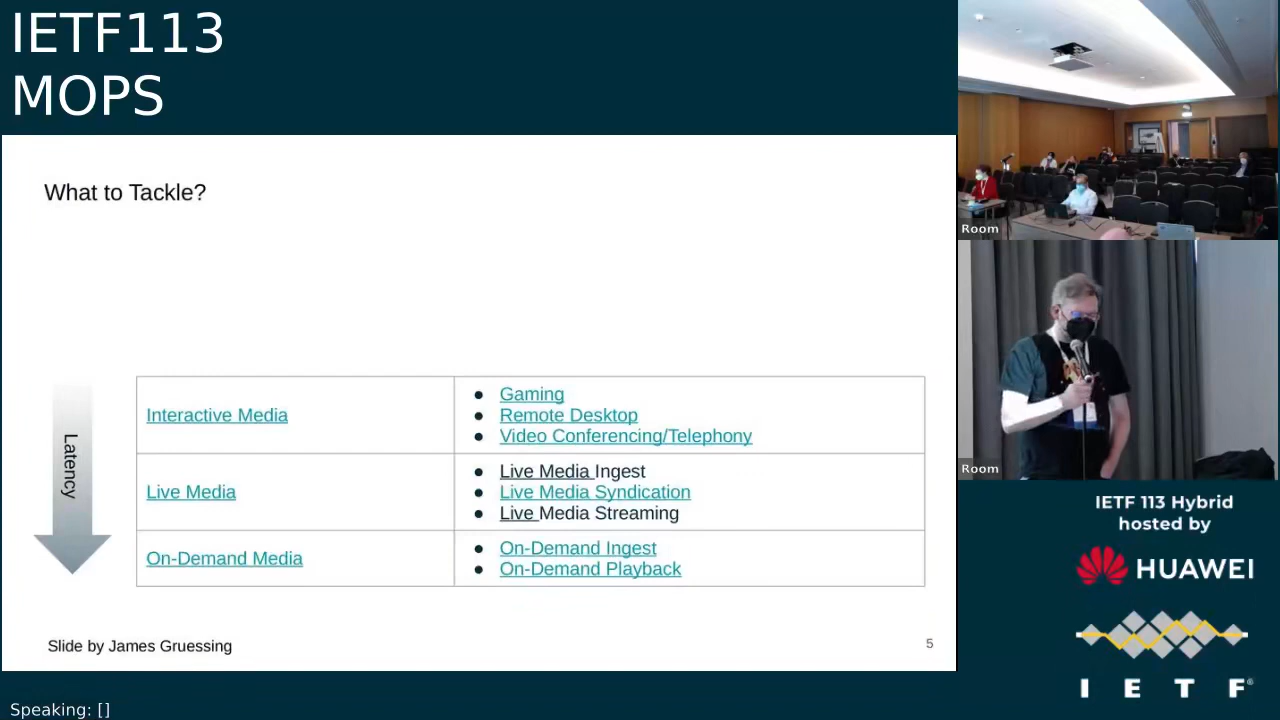 IETF113
MOPS
What to Tackle?
Latency
Interactive Media
● Gaming
● Remote Desktop
● Video Conferencing/Telephony
Live Media
● Live Media Ingest
● Live Media Syndication
● Live Media Streaming
On-Demand Media
● On-Demand Ingest
● On-Demand Playback
Slide by James Gruessing
5
Speaking: []
Room
Room
IETF 113 Hybrid
hosted by
HUAWEI
I E T F®